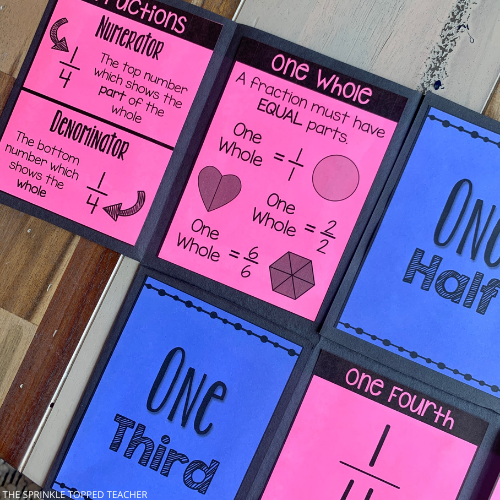 Fractions
Numerator
1
4
The top number
which shows the
part of the
whole
Denominator
The bottom
number which
shows the
whole
1
4
One Whole
A fraction must have
EQUAL parts.
One
Whole = 1/1
One
Whole = 2/2
One
Whole = 6/6
One
Half
One
Third
One Fourth
1
4
THE SPRINKLE TOPPED TEACHER